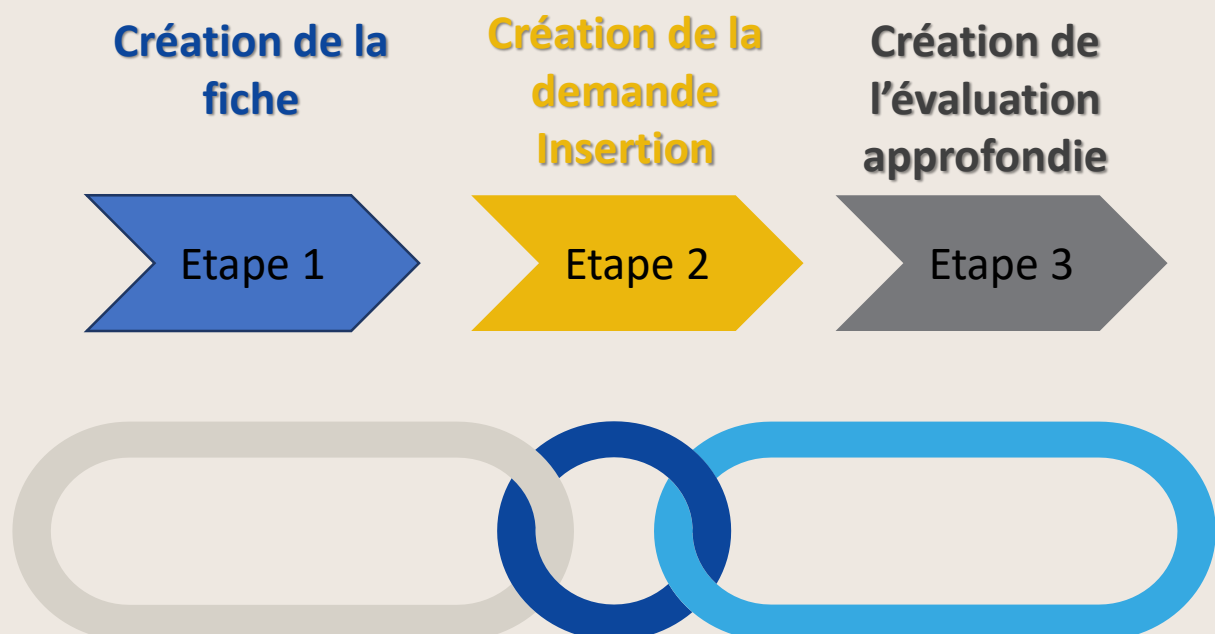 Création de la
fiche
Création de la
demande
Insertion
Création de
l’évaluation
approfondie
Etape 1
Etape 2
Etape 3